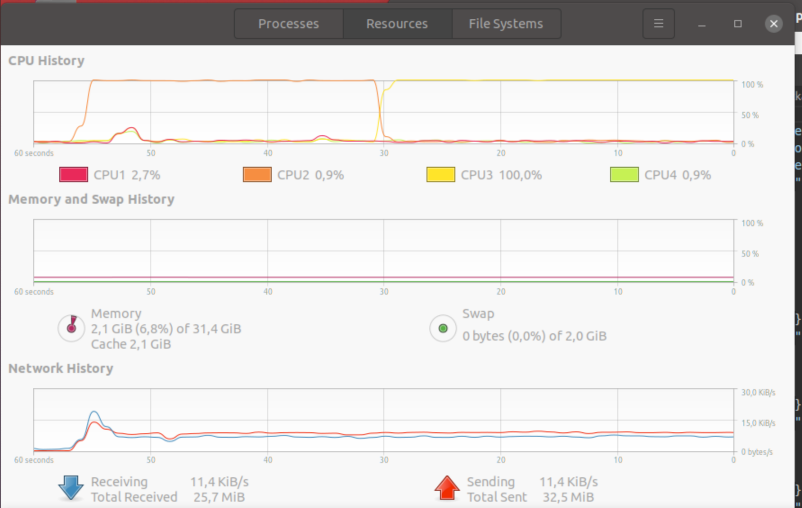 Processes Resources File Systems
CPU History
100 %
50 %
0 %
60 seconds 50 40 30 20 10 0
CPU1 2,7% CPU2 0,9% CPU3 100,0% CPU4 0,9%
Memory and Swap History
100 %
50 %
0 %
60 seconds 50 40 30 20 10 0
Memory
2,1 GiB (6,8%) of 31,4 GiB
Cache 2,1 GiB
Swap
0 bytes (0,0%) of 2,0 GiB
Network History
30,0 KiB/s
15,0 KiB/s
0 bytes/s
60 seconds 50 40 30 20 10 0
Receiving 11,4 KiB/s
Total Received 25,7 MiB
Sending 11,4 KiB/s
Total Sent 32,5 MiB